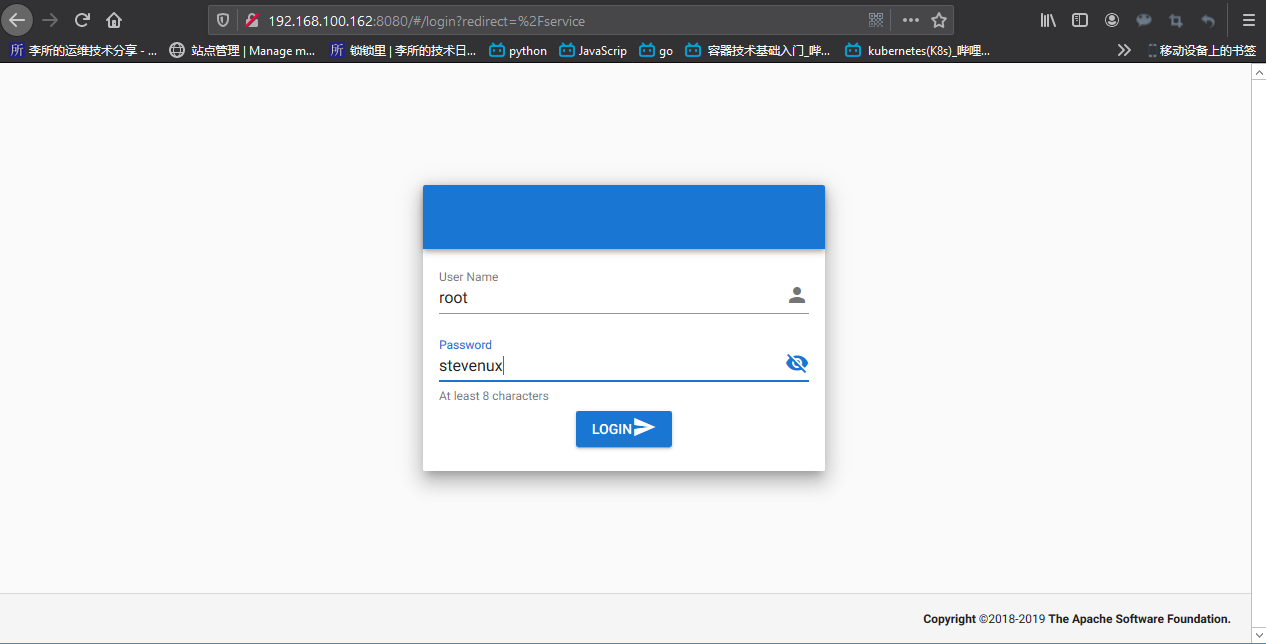 192.168.100.162:8080/#/login?redirect=%2Fservice
所 李所的运维技术分享 - ... 站点管理 | Manage m... 所 锁锁里 | 李所的技术日... python JavaScrip go 容器技术基础入门_哔... kubernetes(K8s)_哔哩... 移动设备上的书签
User Name
root
Password
stevenux
At least 8 characters
LOGIN
Copyright ©2018-2019 The Apache Software Foundation.